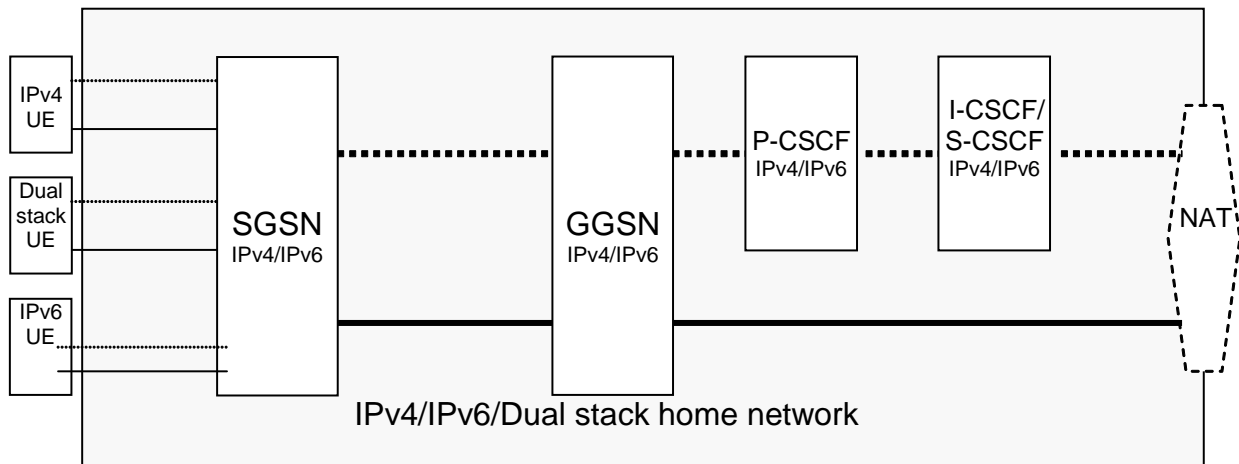 IPv4
UE
Dual
stack
UE
IPv6
UE
SGSN
IPv4/IPv6
GGSN
IPv4/IPv6
P-CSCF
IPv4/IPv6
I-CSCF/
S-CSCF
IPv4/IPv6
NAT
IPv4/IPv6/Dual stack home network